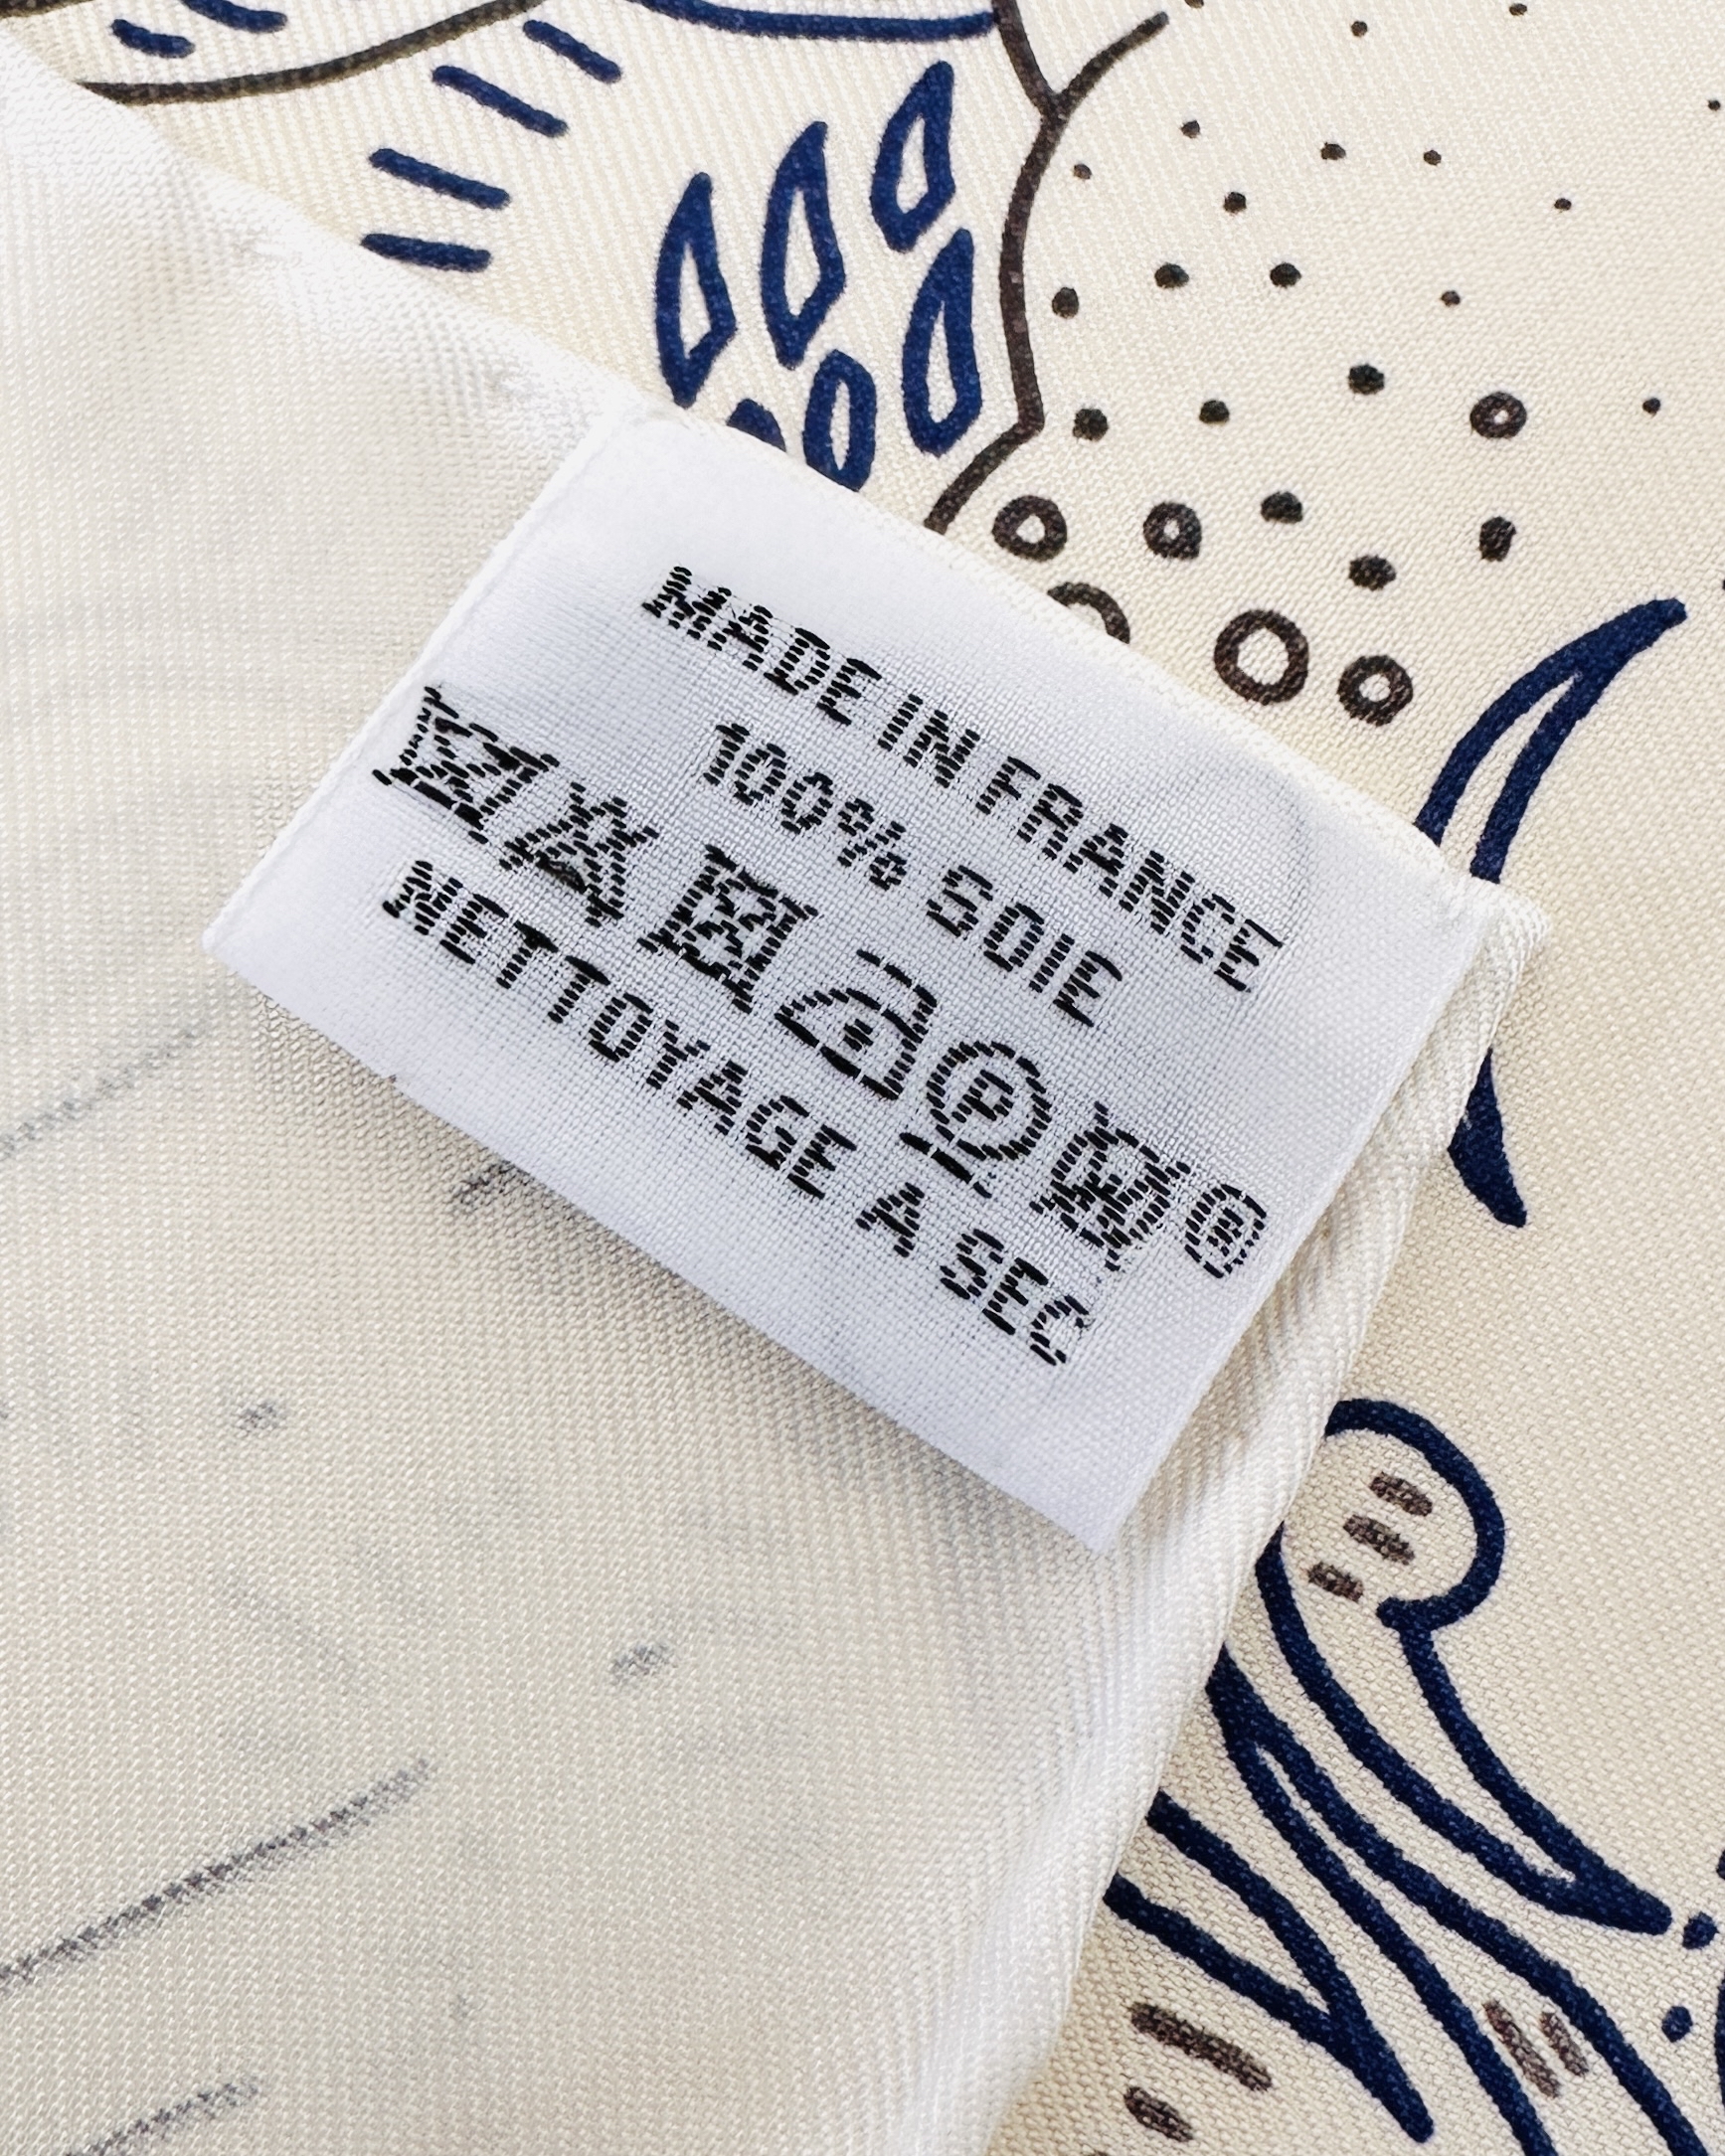 MADE IN FRANCE
100% SOIE
P ®
NETTOYAGE A SEC